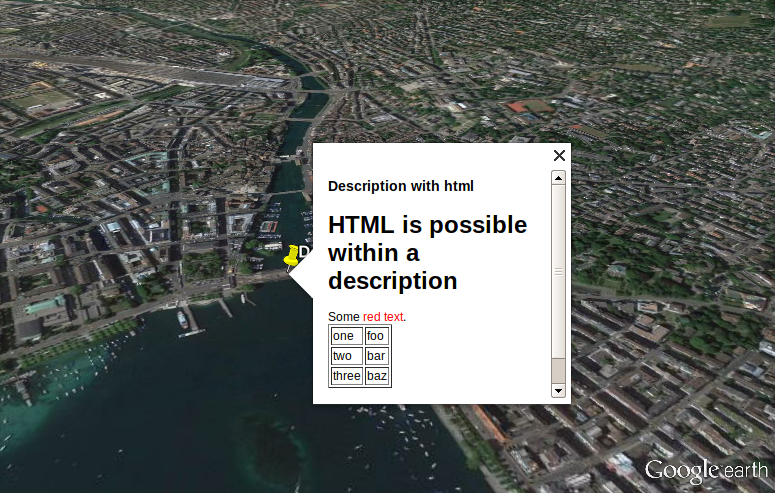 Description with html
HTML is possible
within a
description
Some red text.
one foo
two bar
three baz
D
Google earth